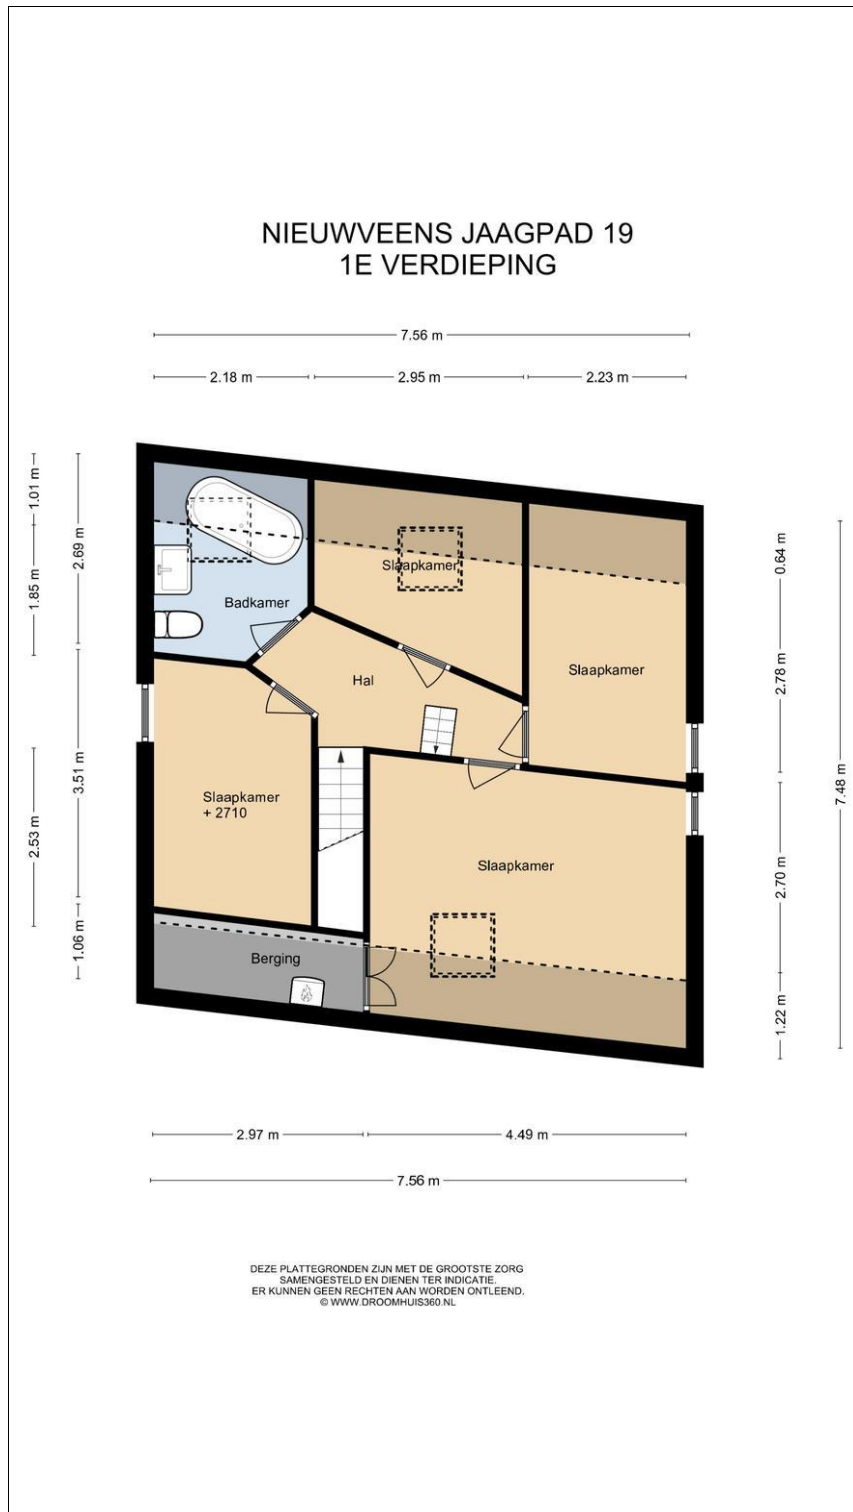 NIEUWVEENS JAAGPAD 19
1E VERDIEPING
7.56 m
2.18 m
2.95 m
2.23 m
1.01 m
2.69 m
1.85 m
3.51 m
2.53 m
1.06 m
0.64 m
2.78 m
7.48 m
2.70 m
1.22 m
Slaapkamer
Badkamer
Hal
Slaapkamer
Slaapkamer
+ 2710
Slaapkamer
Berging
2.97 m
4.49 m
7.56 m
DEZE PLATTEGRONDEN ZIJN MET DE GROOTSTE ZORG
SAMENGESTELD EN DIENEN TER INDICATIE.
ER KUNNEN GEEN RECHTEN AAN WORDEN ONTLEEND.
© WWW.DROOMHUIS360.NL